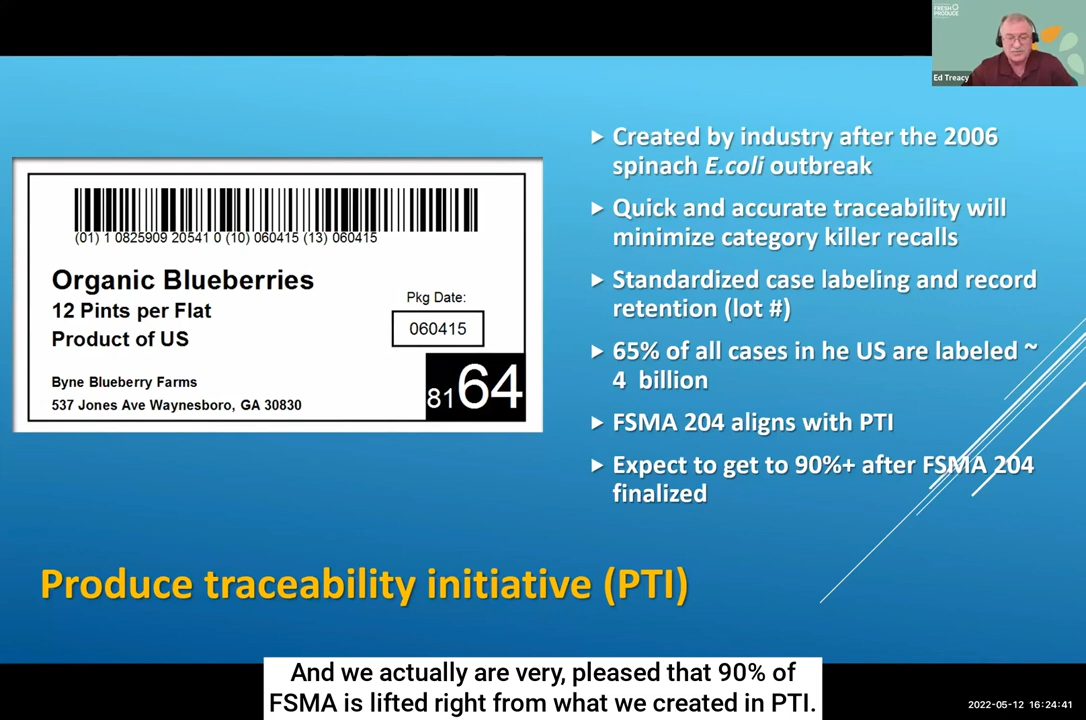 FRESH
PRODUCE
Ed Treacy
(01) 1 0825909 20541 0 (10) 060415 (13) 060415
Organic Blueberries
12 Pints per Flat
Product of US
Pkg Date:
060415
Byne Blueberry Farms
537 Jones Ave Waynesboro, GA 30830
8164
Created by industry after the 2006
spinach E.coli outbreak
Quick and accurate traceability will
minimize category killer recalls
Standardized case labeling and record
retention (lot #)
65% of all cases in he US are labeled ~
4 billion
FSMA 204 aligns with PTI
Expect to get to 90%+ after FSMA 204
finalized
Produce traceability initiative (PTI)
And we actually are very, pleased that 90% of
FSMA is lifted right from what we created in PTI.
2022-05-12 16:24:41